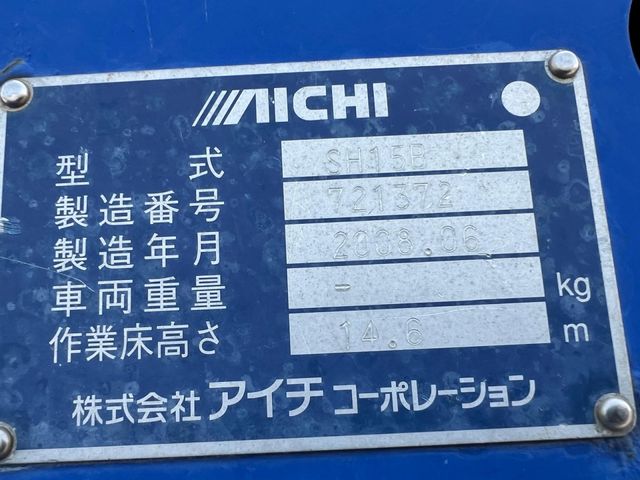 AICHI
型式 SH15B
製造番号 721372
製造年月 2008.06
車両重量 - kg
作業床高さ 14.6 m
株式会社アイチコーポレーション